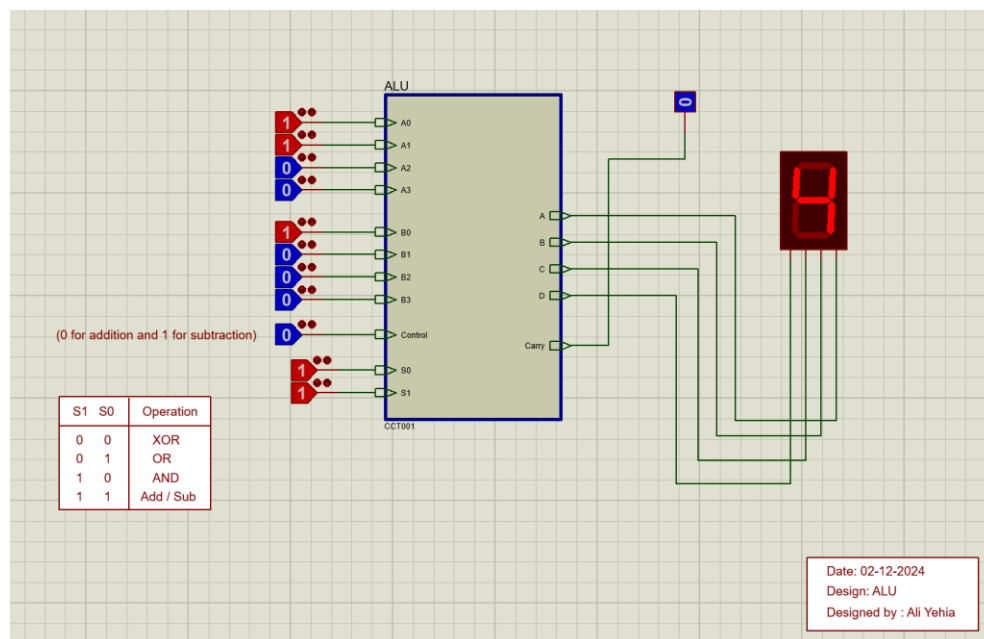 ALU
0
1 A0
1 A1
0 A2
0 A3
1 B0
0 B1
0 B2
0 B3
A
B
C
D
4
(0 for addition and 1 for subtraction) 0 Control
Carry
1 S0
1 S1
CCT001
S1 S0 Operation
0 0 XOR
0 1 OR
1 0 AND
1 1 Add / Sub
Date: 02-12-2024
Design: ALU
Designed by : Ali Yehia